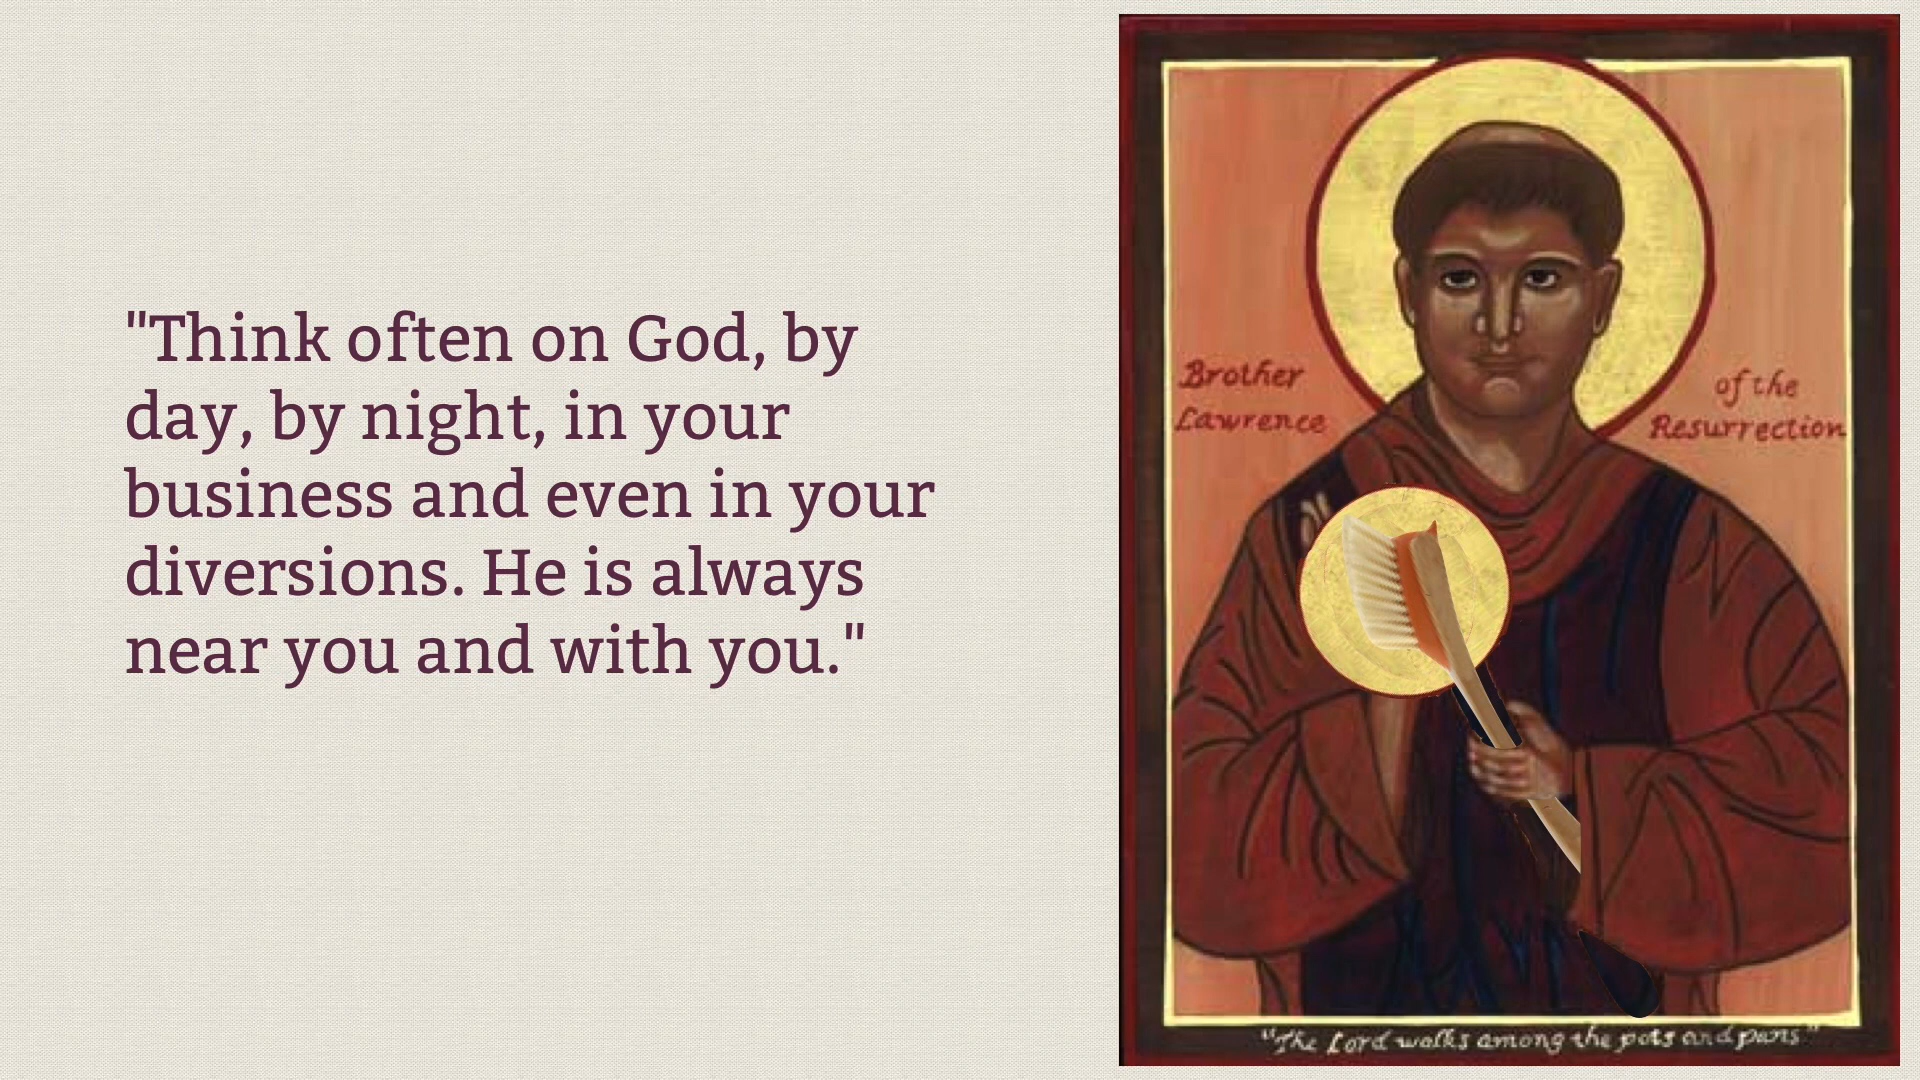 "Think often on God, by
day, by night, in your
business and even in your
diversions. He is always
near you and with you."
Brother
Lawrence
of the
Resurrection
"The Lord walks among the pots and pans"